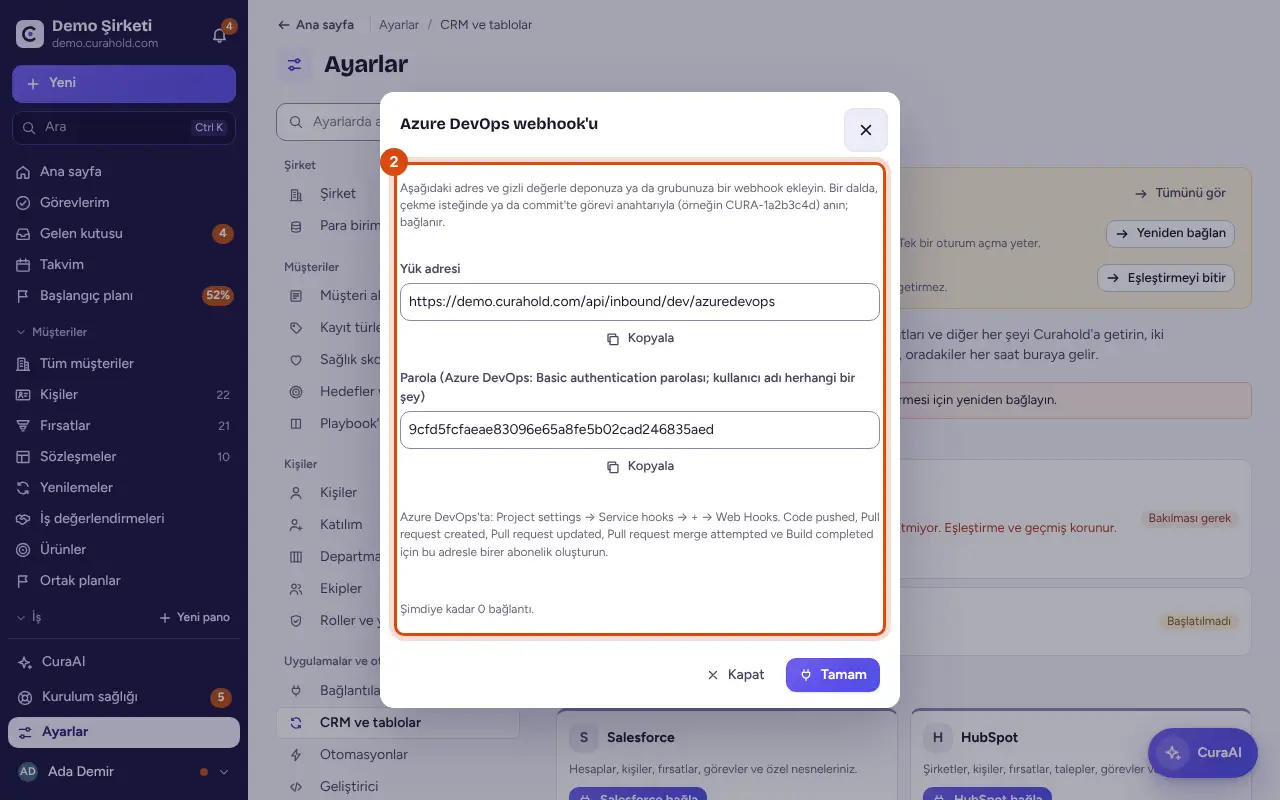 Demo Şirketi
demo.curahold.com
4
Yeni
Ara
Ctrl K
Ana sayfa
Görevlerim
Gelen kutusu
4
Takvim
Başlangıç planı
52%
Müşteriler
Tüm müşteriler
Kişiler
22
Fırsatlar
21
Sözleşmeler
10
Yenilemeler
İş değerlendirmeleri
Ürünler
Ortak planlar
İş
Yeni pano
CuraAI
Kurulum sağlığı
5
Ayarlar
AD
Ada Demir
Ana sayfa
Ayarlar / CRM ve tablolar
Ayarlar
Ayarlarda a
Şirket
Şirket
Para birim
Müşteriler
Müşteri al
Kayıt türle
Sağlık sko
Hedefler
Playbook'
Kişiler
Kişiler
Katılım
Departma
Ekipler
Roller ve y
Uygulamalar ve ot
Bağlantıla
CRM ve tablolar
Otomasyonlar
Geliştirici
Tümünü gör
Tek bir oturum açma yeter.
Yeniden bağlan
getirmez.
Eşleştirmeyi bitir
tları ve diğer her şeyi Curahold'a getirin, iki
, oradakiler her saat buraya gelir.
rmesi için yeniden bağlayın.
tmiyor. Eşleştirme ve geçmiş korunur.
Bakılması gerek
Başlatılmadı
S
Salesforce
Hesaplar, kişiler, fırsatlar, görevler ve özel nesneleriniz.
Salesforce bağla
H
HubSpot
Şirketler, kişiler, fırsatlar, talepler, görevler v
HubSpot bağla
CuraAI
Azure DevOps webhook'u
2
Aşağıdaki adres ve gizli değerle deponuza ya da grubunuza bir webhook ekleyin. Bir dalda,
çekme isteğinde ya da commit'te görevi anahtarıyla (örneğin CURA-1a2b3c4d) anın;
bağlanır.
Yük adresi
https://demo.curahold.com/api/inbound/dev/azuredevops
Kopyala
Parola (Azure DevOps: Basic authentication parolası; kullanıcı adı herhangi bir
şey)
9cfd5fcfaeae83096e65a8fe5b02cad246835aed
Kopyala
Azure DevOps'ta: Project settings → Service hooks → + → Web Hooks. Code pushed, Pull
request created, Pull request updated, Pull request merge attempted ve Build completed
için bu adresle birer abonelik oluşturun.
Şimdiye kadar 0 bağlantı.
Kapat
Tamam